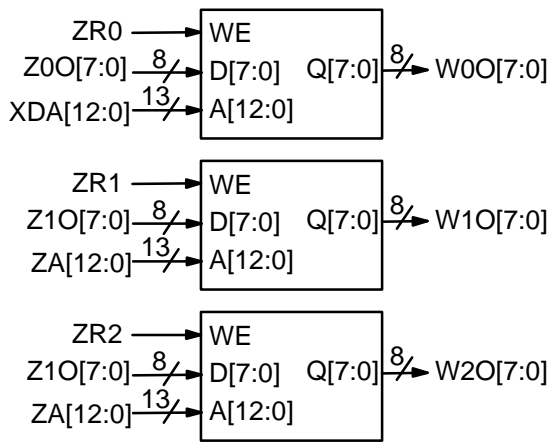 ZR0 WE
Z0O[7:0] 8 D[7:0] Q[7:0] 8 W0O[7:0]
XDA[12:0] 13 A[12:0]
ZR1 WE
Z1O[7:0] 8 D[7:0] Q[7:0] 8 W1O[7:0]
ZA[12:0] 13 A[12:0]
ZR2 WE
Z1O[7:0] 8 D[7:0] Q[7:0] 8 W2O[7:0]
ZA[12:0] 13 A[12:0]